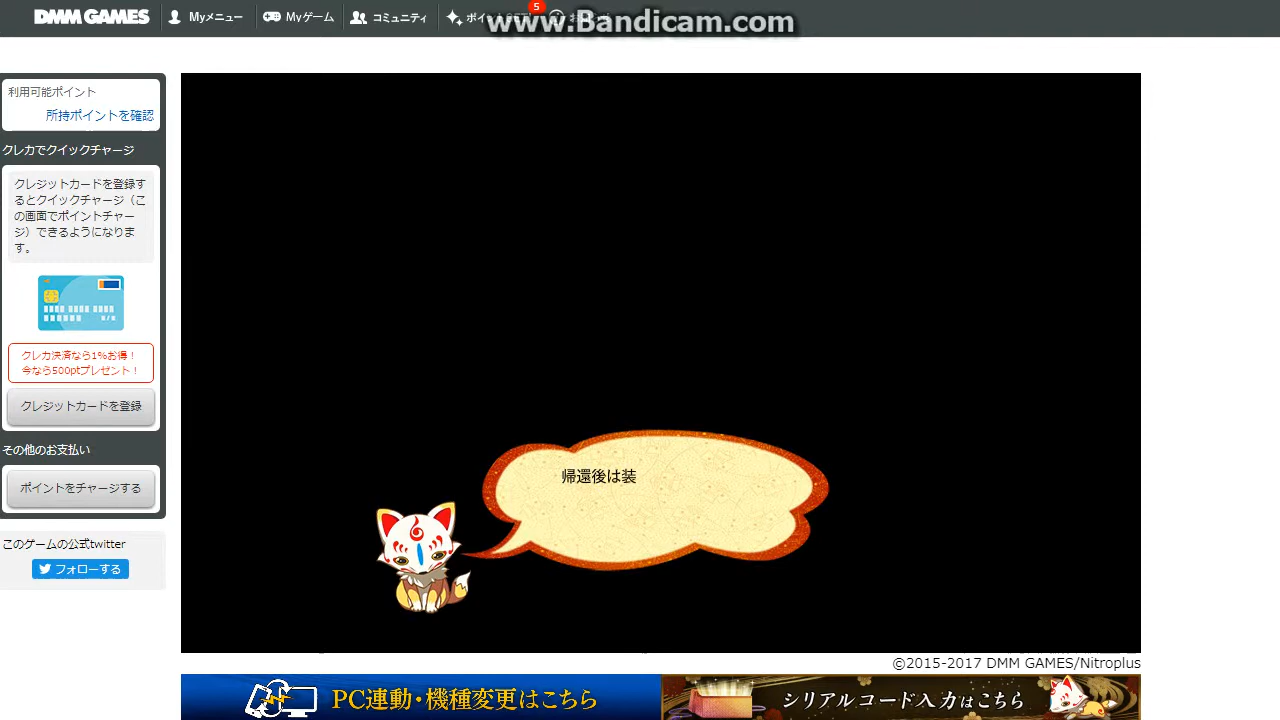 DMM GAMES
Myメニュー
Myゲーム
コミュニティ
5
www.Bandicam.com
利用可能ポイント
所持ポイントを確認
クレカでクイックチャージ
クレジットカードを登録す
るとクイックチャージ（こ
の画面でポイントチャー
ジ）できるようになりま
す。
クレカ決済なら1%お得！
今なら500ptプレゼント！
クレジットカードを登録
その他のお支払い
ポイントをチャージする
このゲームの公式twitter
フォローする
帰還後は装
©2015-2017 DMM GAMES/Nitroplus
PC連動・機種変更はこちら
シリアルコード入力はこちら